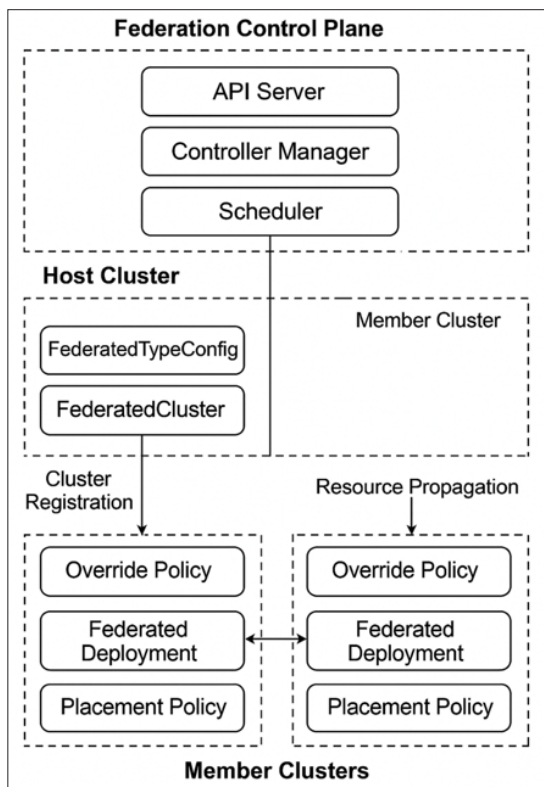 Federation Control Plane
API Server
Controller Manager
Scheduler
Host Cluster
Member Cluster
FederatedTypeConfig
FederatedCluster
Cluster
Registration
Resource Propagation
Override Policy
Federated
Deployment
Placement Policy
Override Policy
Federated
Deployment
Placement Policy
Member Clusters